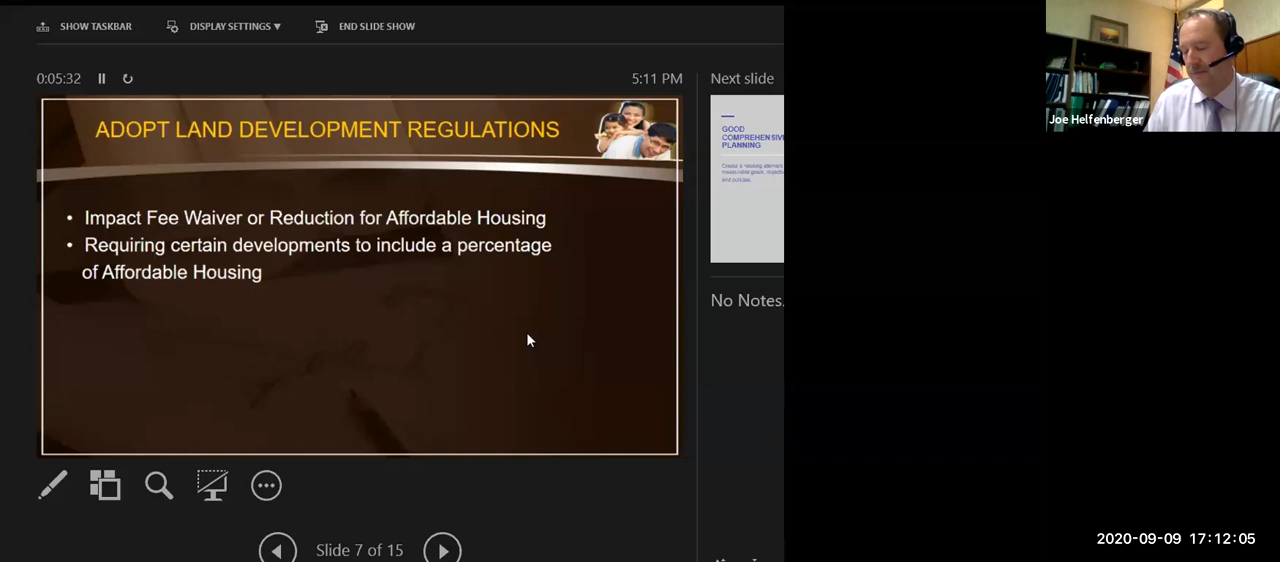 SHOW TASKBAR
DISPLAY SETTINGS ▾
END SLIDE SHOW
0:05:32
5:11 PM
Next slide
ADOPT LAND DEVELOPMENT REGULATIONS
• Impact Fee Waiver or Reduction for Affordable Housing
• Requiring certain developments to include a percentage
of Affordable Housing
GOOD
COMPREHENSIVE
PLANNING
No Notes.
Slide 7 of 15
Joe Helfenberger
2020-09-09 17:12:05